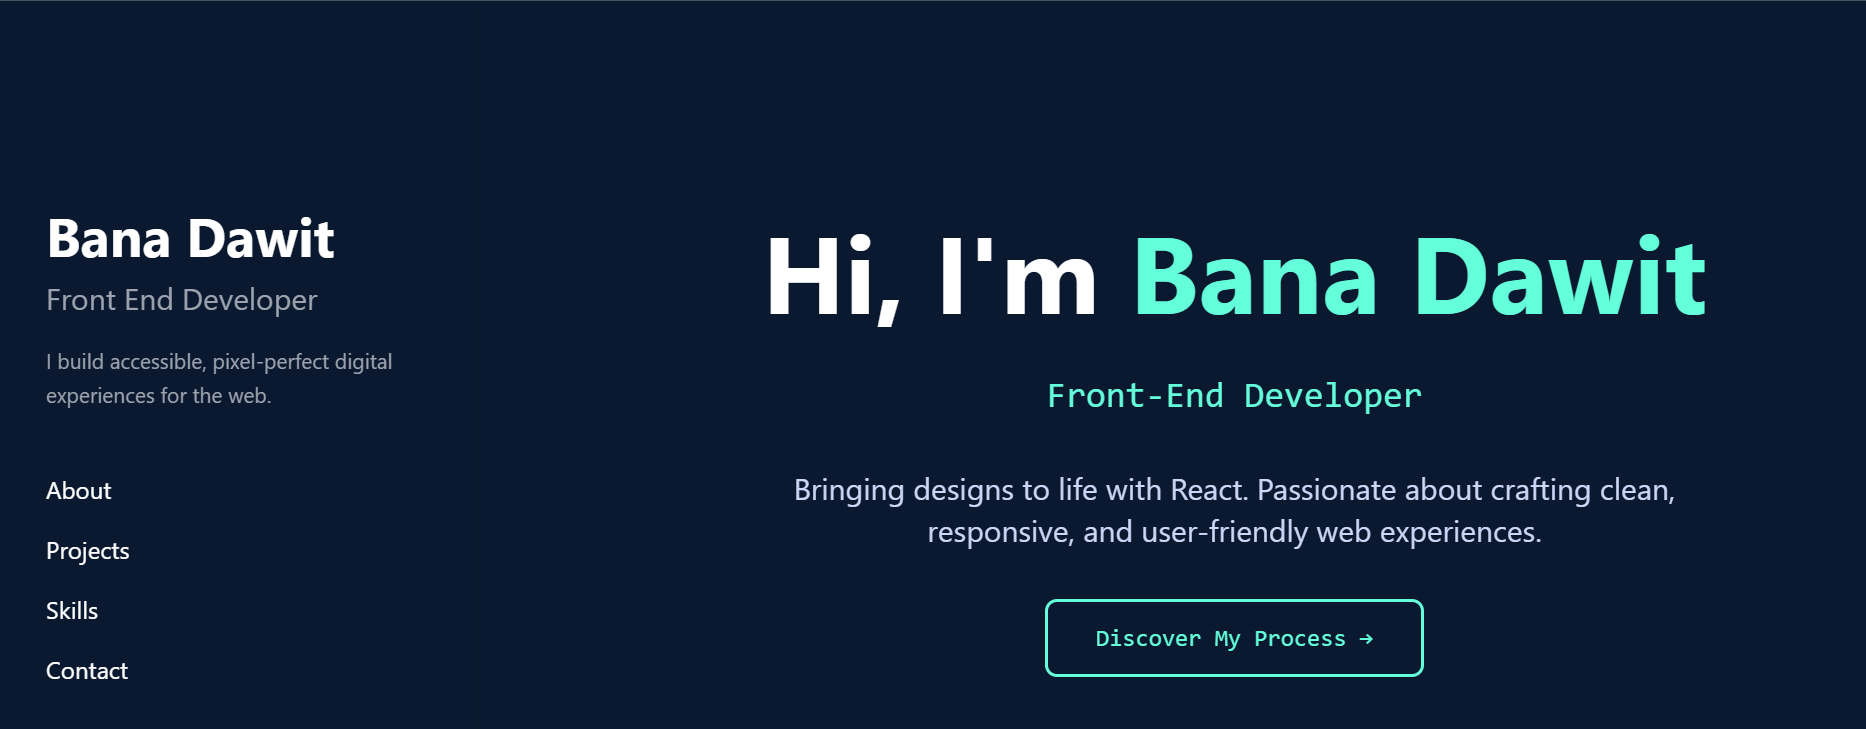 Bana Dawit
Front End Developer
I build accessible, pixel-perfect digital
experiences for the web.
About
Projects
Skills
Contact
Hi, I'm Bana Dawit
Front-End Developer
Bringing designs to life with React. Passionate about crafting clean,
responsive, and user-friendly web experiences.
Discover My Process →